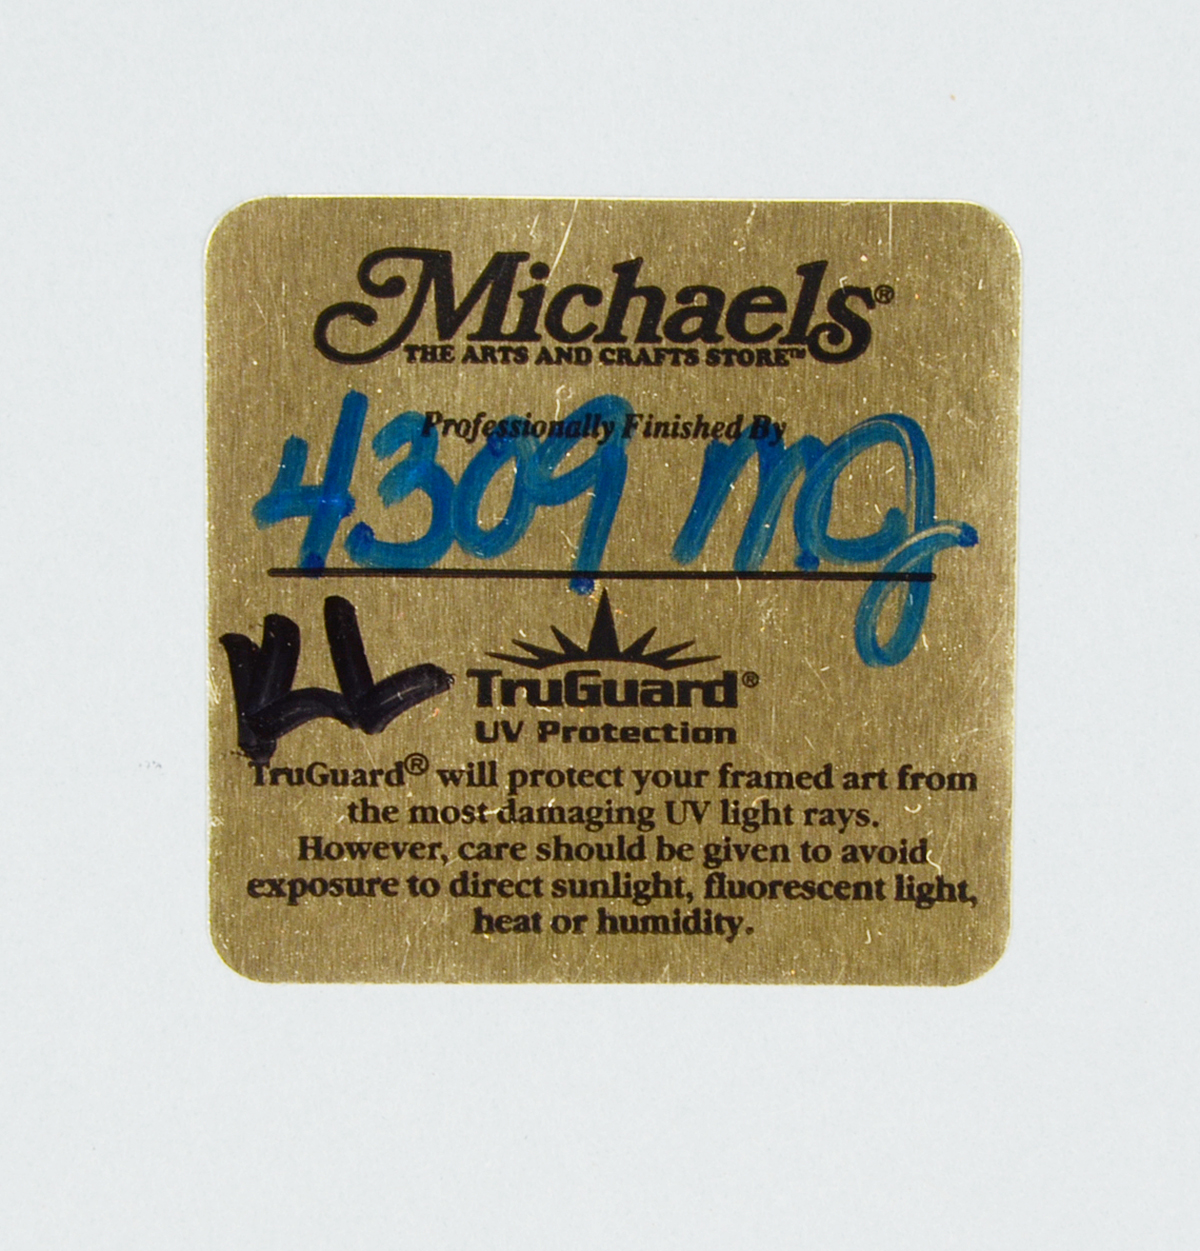 Michaels®
THE ARTS AND CRAFTS STORE™
Professionally Finished By
4309 mg
KL
TruGuard®
UV Protection
TruGuard® will protect your framed art from
the most damaging UV light rays.
However, care should be given to avoid
exposure to direct sunlight, fluorescent light,
heat or humidity.